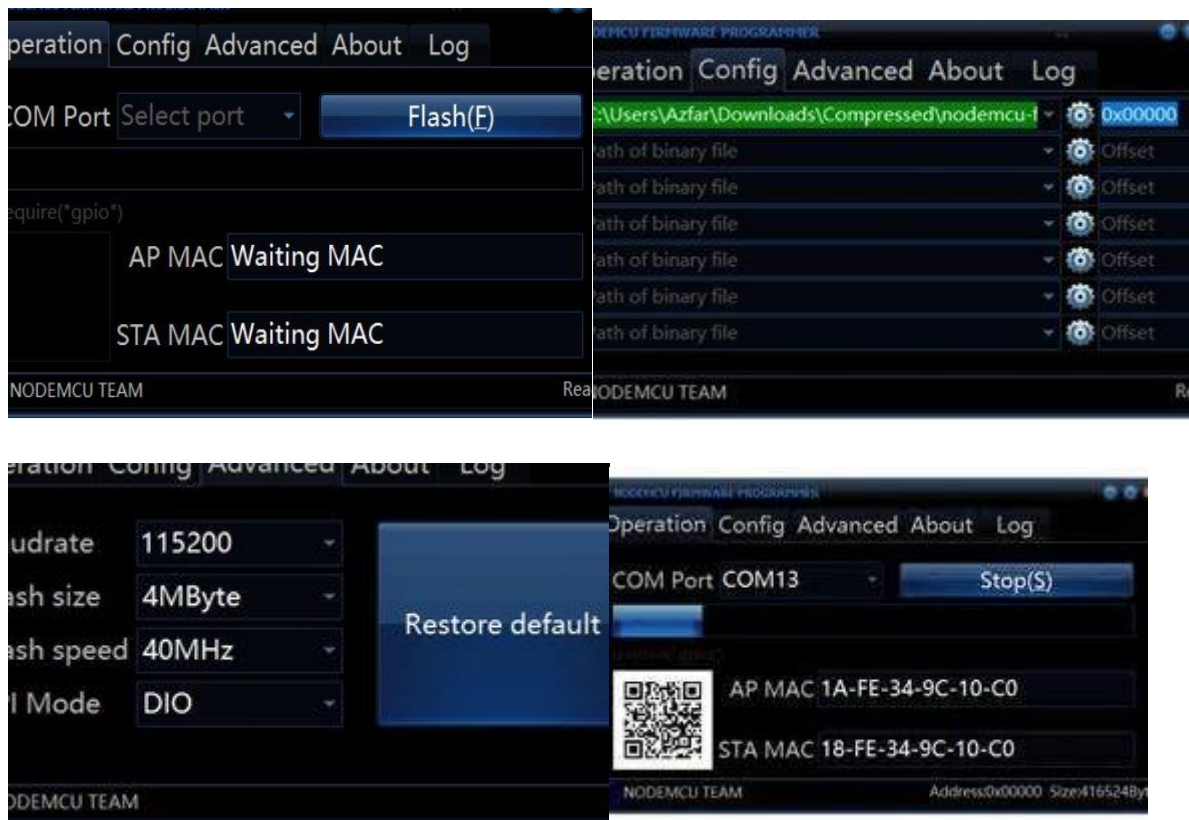 peration Config Advanced About Log
COM Port Select port Flash(F)
equire("gpio")
AP MAC Waiting MAC
STA MAC Waiting MAC
NODEMCU TEAM Rea
NODEMCU FIRMWARE PROGRAMMER
eration Config Advanced About Log
:\Users\Azfar\Downloads\Compressed\nodemcu-f 0x00000
Path of binary file Offset
Path of binary file Offset
Path of binary file Offset
Path of binary file Offset
Path of binary file Offset
Path of binary file Offset
NODEMCU TEAM Re
eration Config Advanced About Log
udrate 115200
ash size 4MByte
ash speed 40MHz
I Mode DIO
Restore default
ODEMCU TEAM
NODEMCU FIRMWARE PROGRAMMER
Operation Config Advanced About Log
COM Port COM13 Stop(S)
AP MAC 1A-FE-34-9C-10-C0
STA MAC 18-FE-34-9C-10-C0
NODEMCU TEAM Address:0x00000 Size:416524Byt